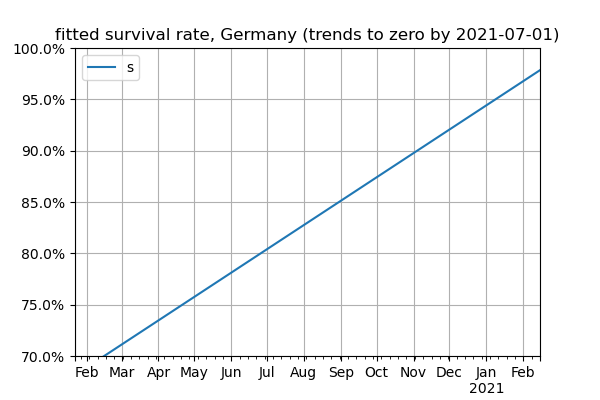 fitted survival rate, Germany (trends to zero by 2021-07-01)
100.0%
s
95.0%
90.0%
85.0%
80.0%
75.0%
70.0%
Feb Mar Apr May Jun Jul Aug Sep Oct Nov Dec Jan Feb
2021